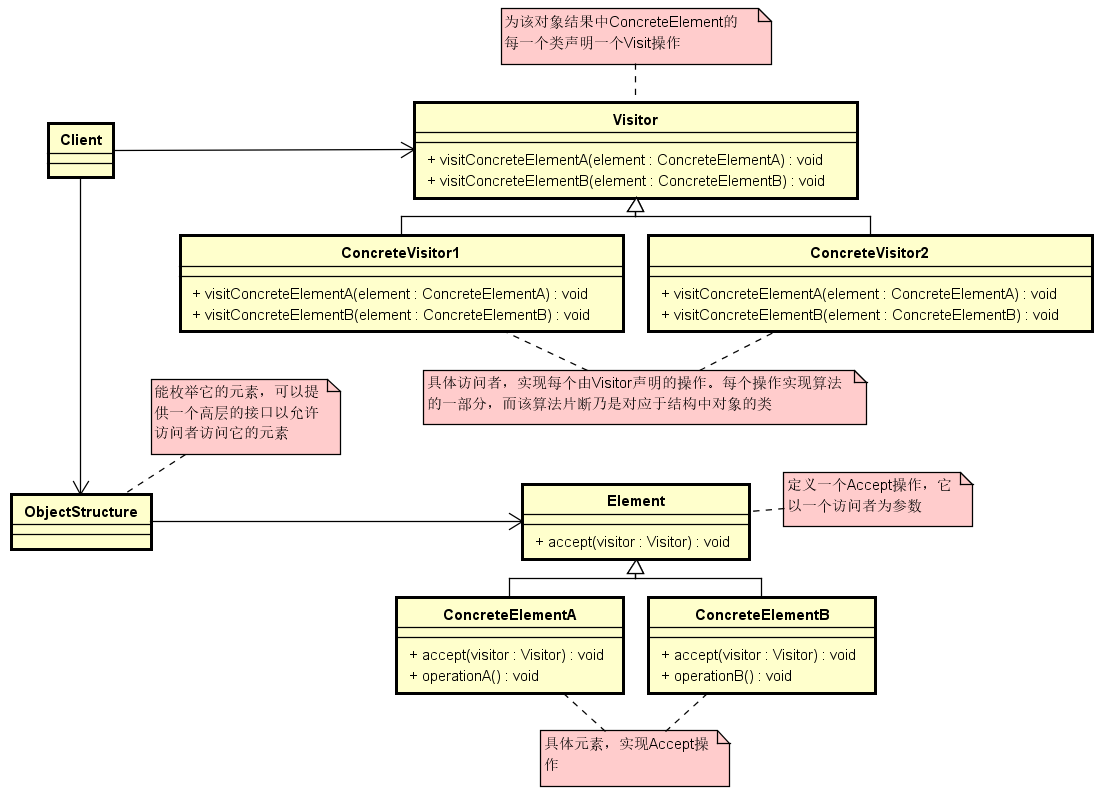 为该对象结果中ConcreteElement的
每一个类声明一个Visit操作
Visitor
+ visitConcreteElementA(element : ConcreteElementA) : void
+ visitConcreteElementB(element : ConcreteElementB) : void
Client
ConcreteVisitor1
+ visitConcreteElementA(element : ConcreteElementA) : void
+ visitConcreteElementB(element : ConcreteElementB) : void
ConcreteVisitor2
+ visitConcreteElementA(element : ConcreteElementA) : void
+ visitConcreteElementB(element : ConcreteElementB) : void
具体访问者，实现每个由Visitor声明的操作。每个操作实现算法
的一部分，而该算法片断乃是对应于结构中对象的类
能枚举它的元素，可以提
供一个高层的接口以允许
访问者访问它的元素
ObjectStructure
Element
+ accept(visitor : Visitor) : void
定义一个Accept操作，它
以一个访问者为参数
ConcreteElementA
+ accept(visitor : Visitor) : void
+ operationA() : void
ConcreteElementB
+ accept(visitor : Visitor) : void
+ operationB() : void
具体元素，实现Accept操
作